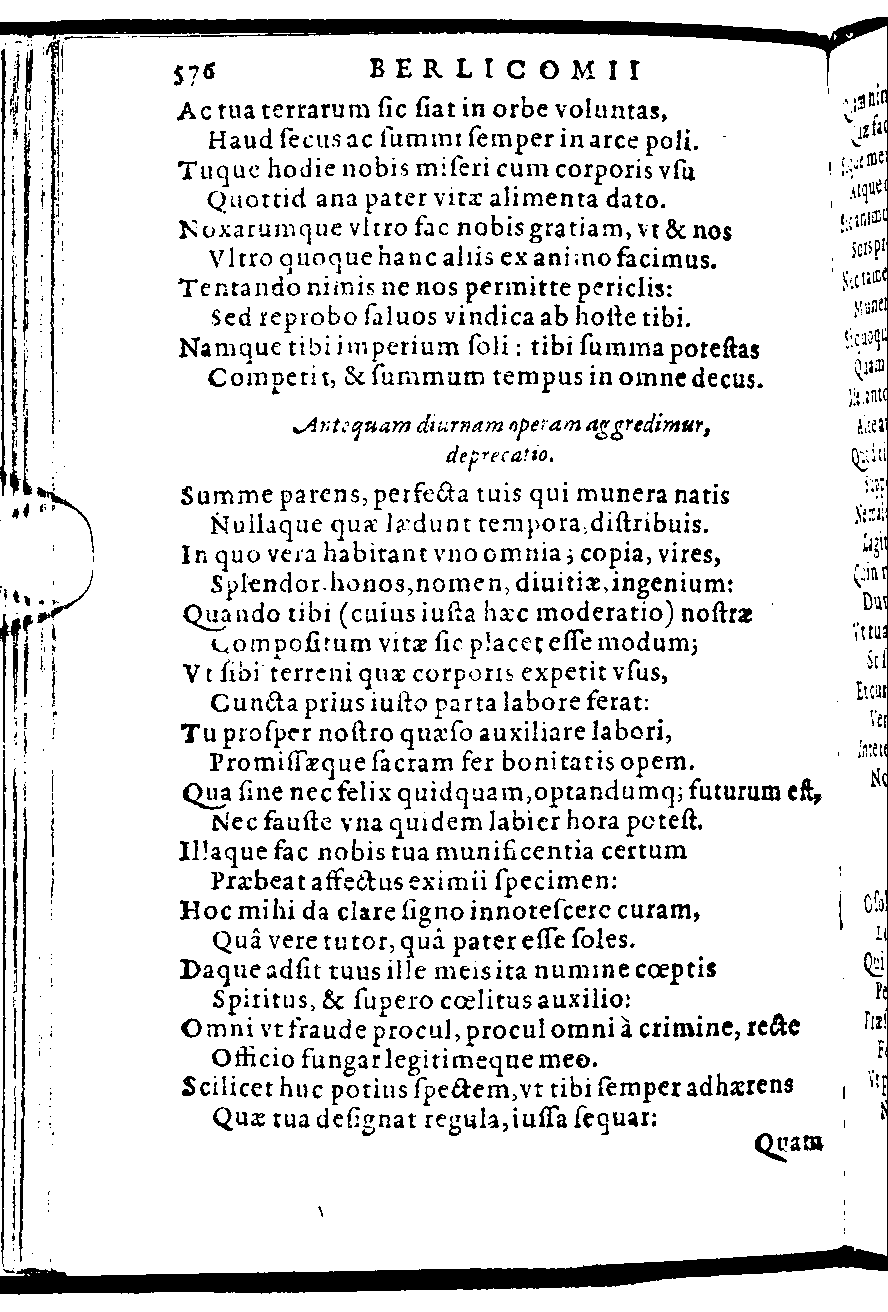 576 BERLICOMII
Ac tua terrarum ſic fiat in orbe voluntas,
Haud ſecus ac ſummi ſemper in arce poli.
Tuque hodie nobis miſeri cum corporis vſu
Quottidiana pater vitæ alimenta dato.
Noxarumque vltro fac nobis gratiam, vt & nos
Vltro quoque hanc aliis ex animo facimus.
Tentando nimis ne nos permitte periclis:
Sed reprobo ſaluos vindica ab hoſte tibi.
Namque tibi imperium ſoli: tibi ſumma poteſtas
Competit, & ſummum tempus in omne decus.
Antequam diurnam operam aggredimur,
deprecatio.
Summe parens, perfecta tuis qui munera natis
Nullaque quæ lædunt tempora, diſtribuis.
In quo vera habitant vno omnia; copia, vires,
Splendor. honos, nomen, diuitiæ, ingenium:
Quando tibi (cuius iuſta hæc moderatio) noſtræ
Compoſitum vitæ ſic placet eſſe modum;
Vt ſibi terreni quæ corporis expetit vſus,
Cuncta prius iuſto parta labore ferat:
Tu proſper noſtro quæſo auxiliare labori,
Promiſſæque ſacram fer bonitatis opem.
Qua ſine nec felix quidquam, optandumq; futurum eſt,
Nec fauſte vna quidem labier hora poteſt.
Illaque fac nobis tua munificentia certum
Præbeat affectus eximii ſpecimen:
Hoc mihi da clare ſigno innoteſcere curam,
Quâ vere tutor, quâ pater eſſe ſoles.
Daque adſit tuus ille meis ita numine cœptis
Spiritus, & ſupero cœlitus auxilio:
Omni vt fraude procul, procul omni à crimine, recte
Officio fungar legitimeque meo.
Scilicet huc potius ſpectem, vt tibi ſemper adhærens
Quæ tua deſignat regula, iuſſa ſequar:
Quam